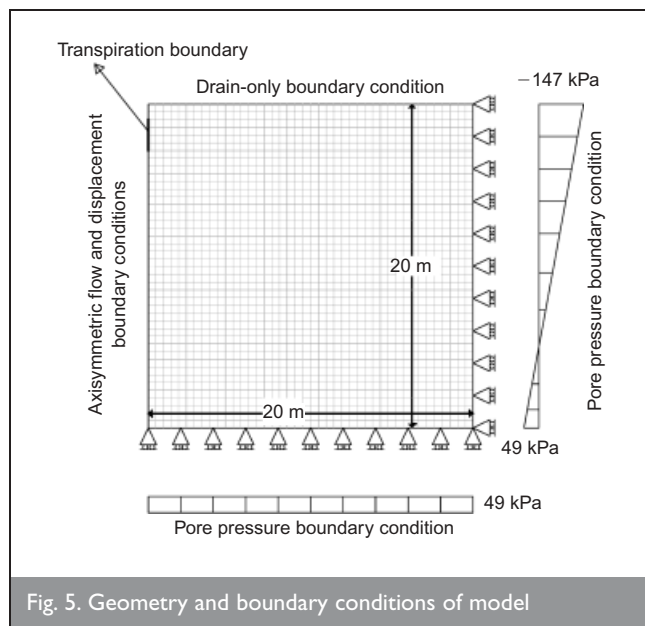 Transpiration boundary
Drain-only boundary condition
−147 kPa
Axisymmetric flow and displacement
boundary conditions
20 m
Pore pressure boundary condition
20 m
49 kPa
49 kPa
Pore pressure boundary condition
Fig. 5. Geometry and boundary conditions of model